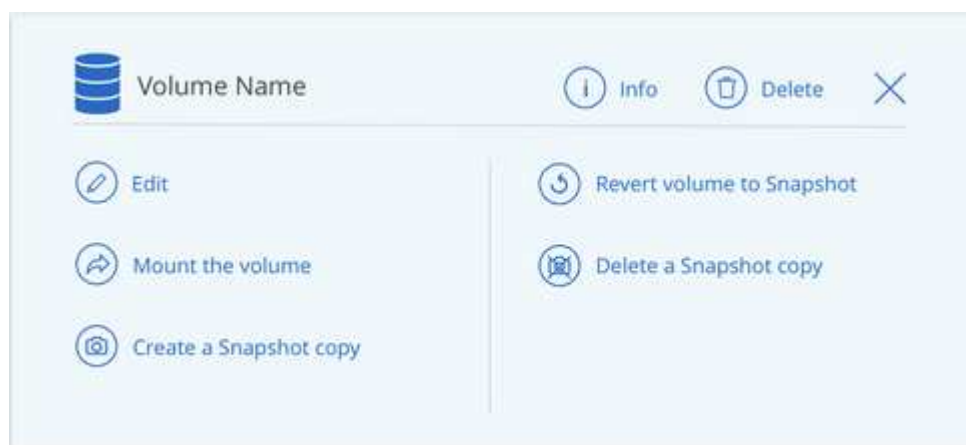 Volume Name
Info
Delete
Edit
Mount the volume
Create a Snapshot copy
Revert volume to Snapshot
Delete a Snapshot copy